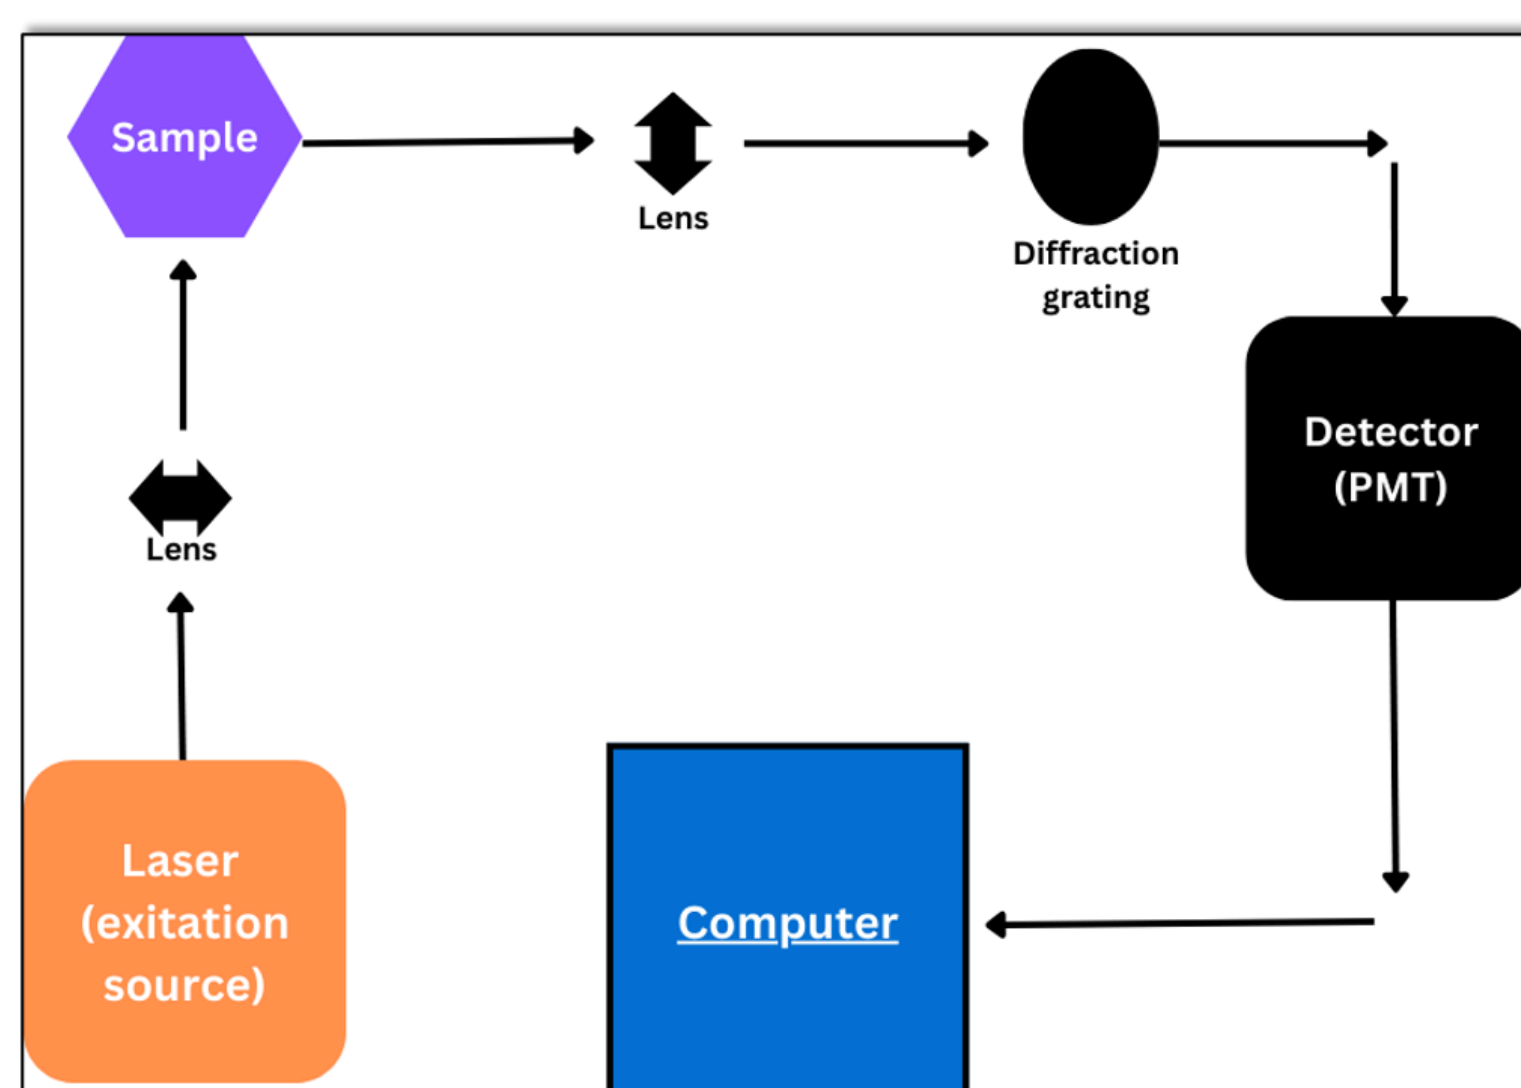 Sample
Lens
Diffraction
grating
Detector
(PMT)
Lens
Laser
(exitation
source)
Computer